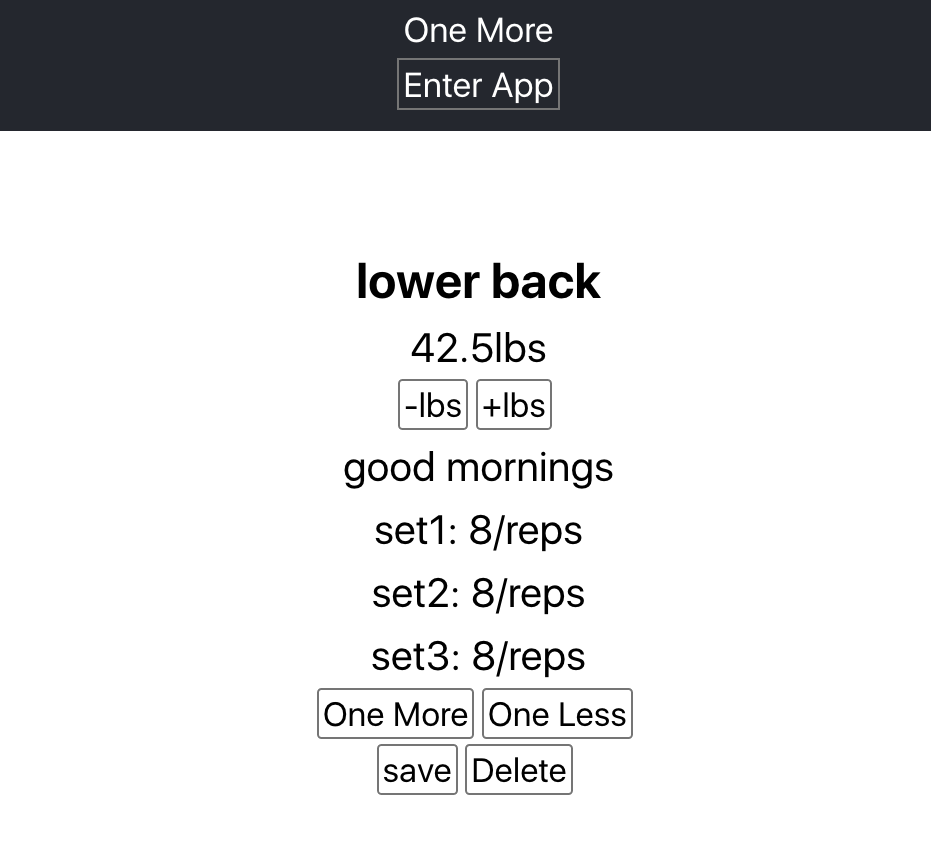 One More
Enter App
lower back
42.5lbs
-lbs +lbs
good mornings
set1: 8/reps
set2: 8/reps
set3: 8/reps
One More One Less
save Delete